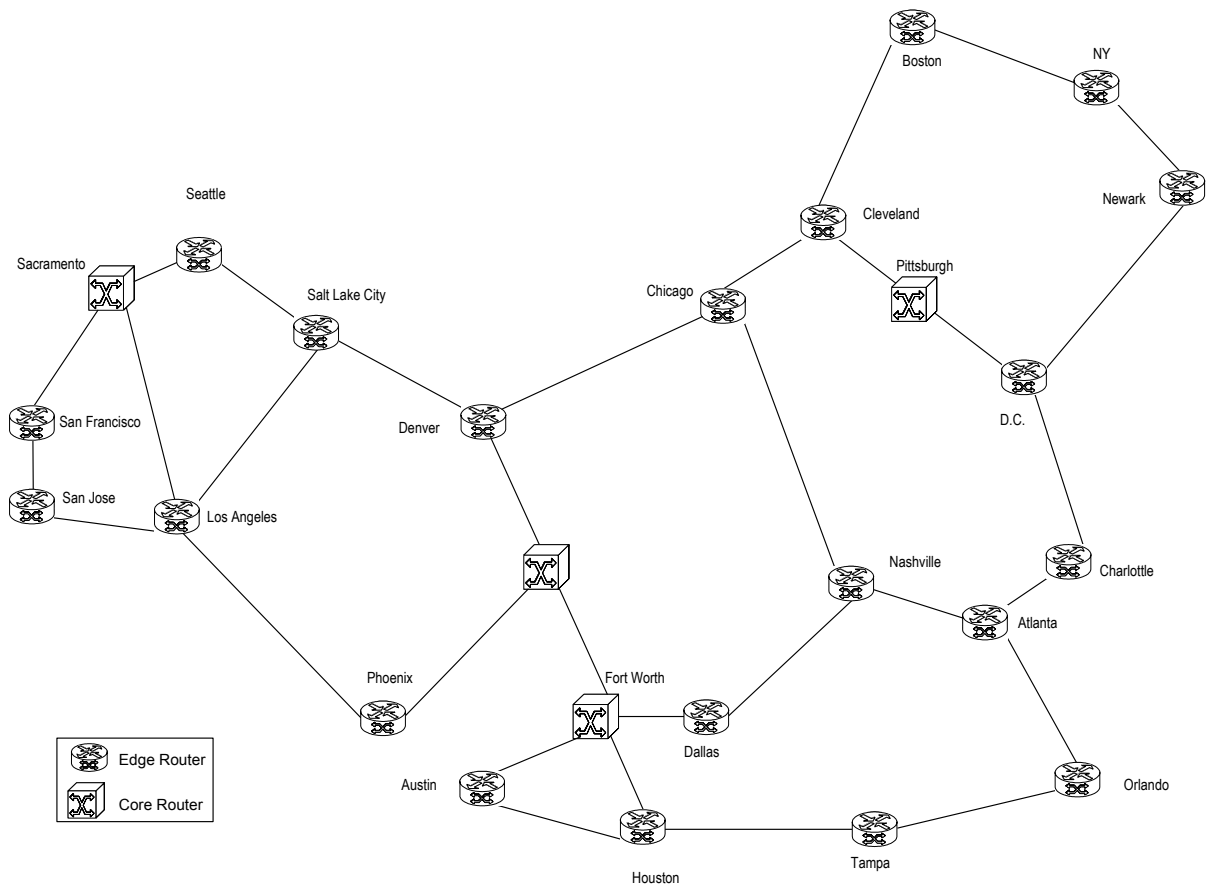 Boston
NY
Seattle
Newark
Cleveland
Sacramento
Pittsburgh
Salt Lake City
Chicago
San Francisco
Denver
D.C.
San Jose
Los Angeles
Nashville
Charlottle
Atlanta
Phoenix
Fort Worth
Dallas
Edge Router
Austin
Orlando
Core Router
Tampa
Houston